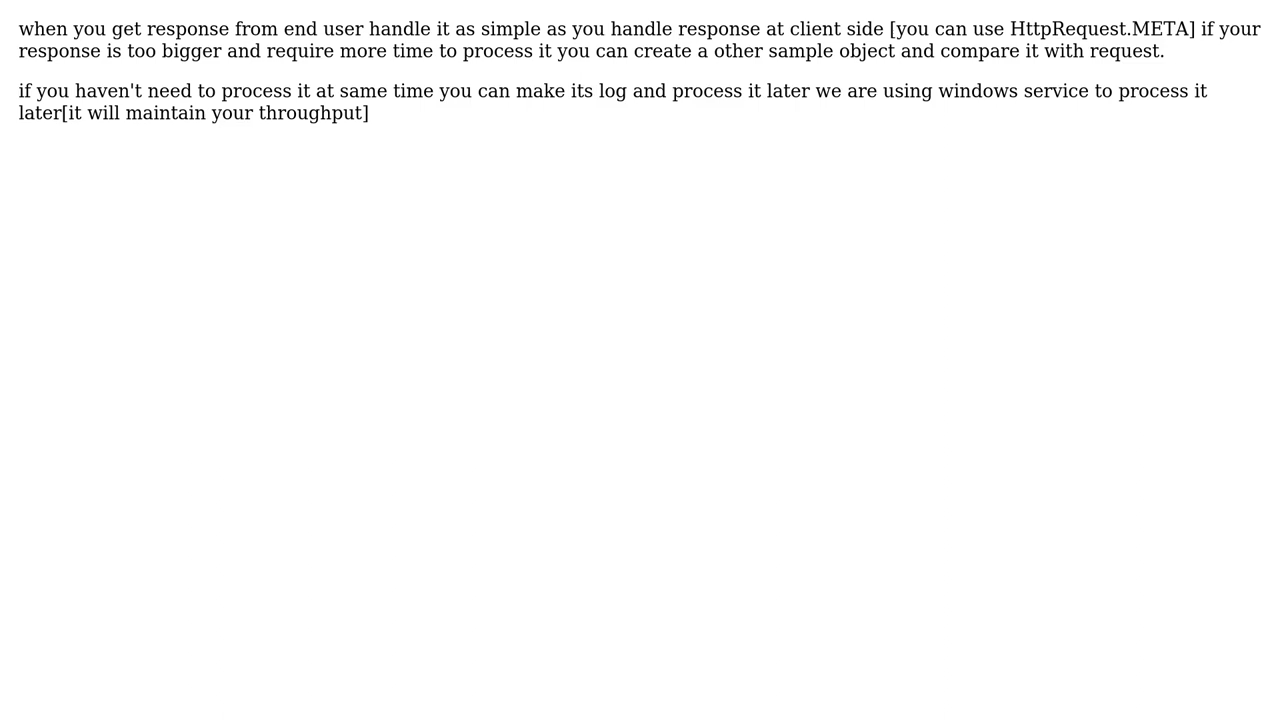 when you get response from end user handle it as simple as you handle response at client side [you can use HttpRequest.META] if your
response is too bigger and require more time to process it you can create a other sample object and compare it with request.
if you haven't need to process it at same time you can make its log and process it later we are using windows service to process it
later[it will maintain your throughput]